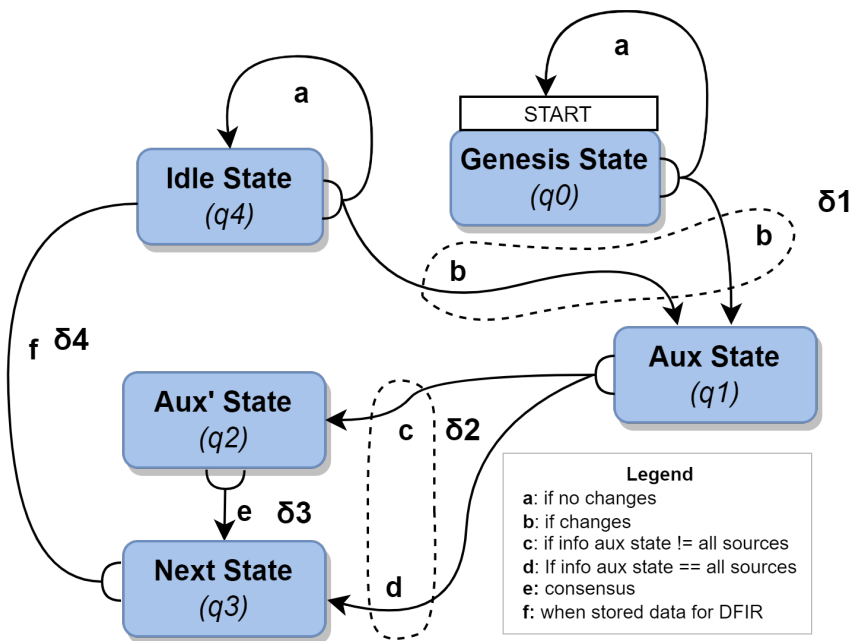 a
a
START
Idle State
(q4)
Genesis State
(q0)
δ1
b
b
f
δ4
Aux State
(q1)
Aux' State
(q2)
c
δ2
e
δ3
d
Next State
(q3)
Legend
a: if no changes
b: if changes
c: if info aux state != all sources
d: If info aux state == all sources
e: consensus
f: when stored data for DFIR